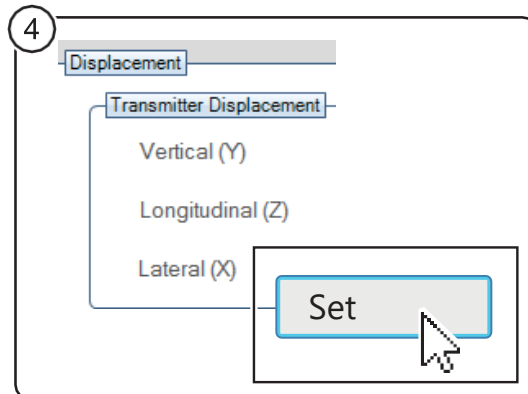 4
Displacement
Transmitter Displacement
Vertical (Y)
Longitudinal (Z)
Lateral (X)
Set